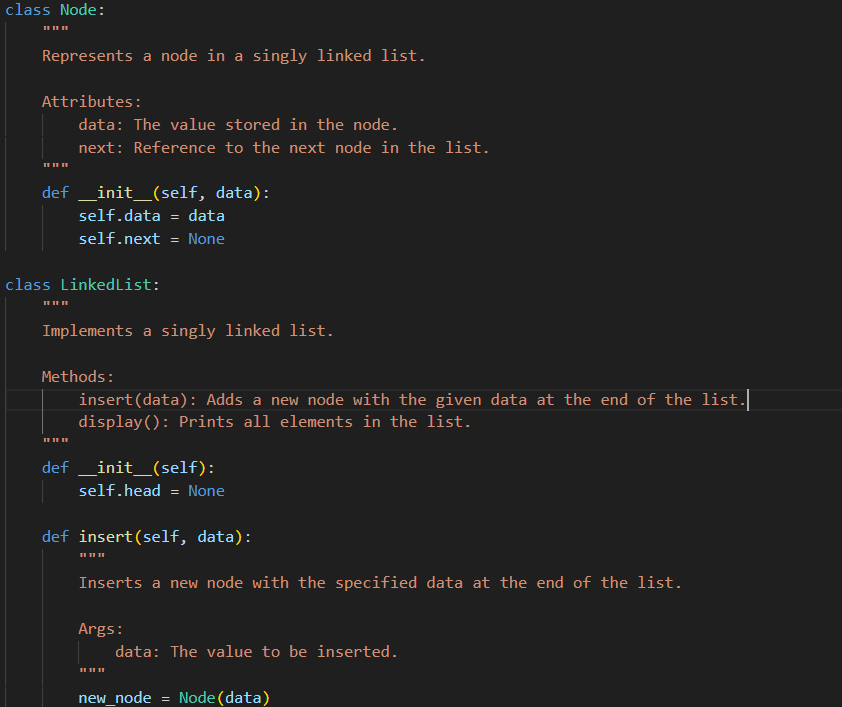 class Node:
    """
    Represents a node in a singly linked list.

    Attributes:
        data: The value stored in the node.
        next: Reference to the next node in the list.
    """
    def __init__(self, data):
        self.data = data
        self.next = None

class LinkedList:
    """
    Implements a singly linked list.

    Methods:
        insert(data): Adds a new node with the given data at the end of the list.
        display(): Prints all elements in the list.
    """
    def __init__(self):
        self.head = None

    def insert(self, data):
        """
        Inserts a new node with the specified data at the end of the list.

        Args:
            data: The value to be inserted.
        """
        new_node = Node(data)